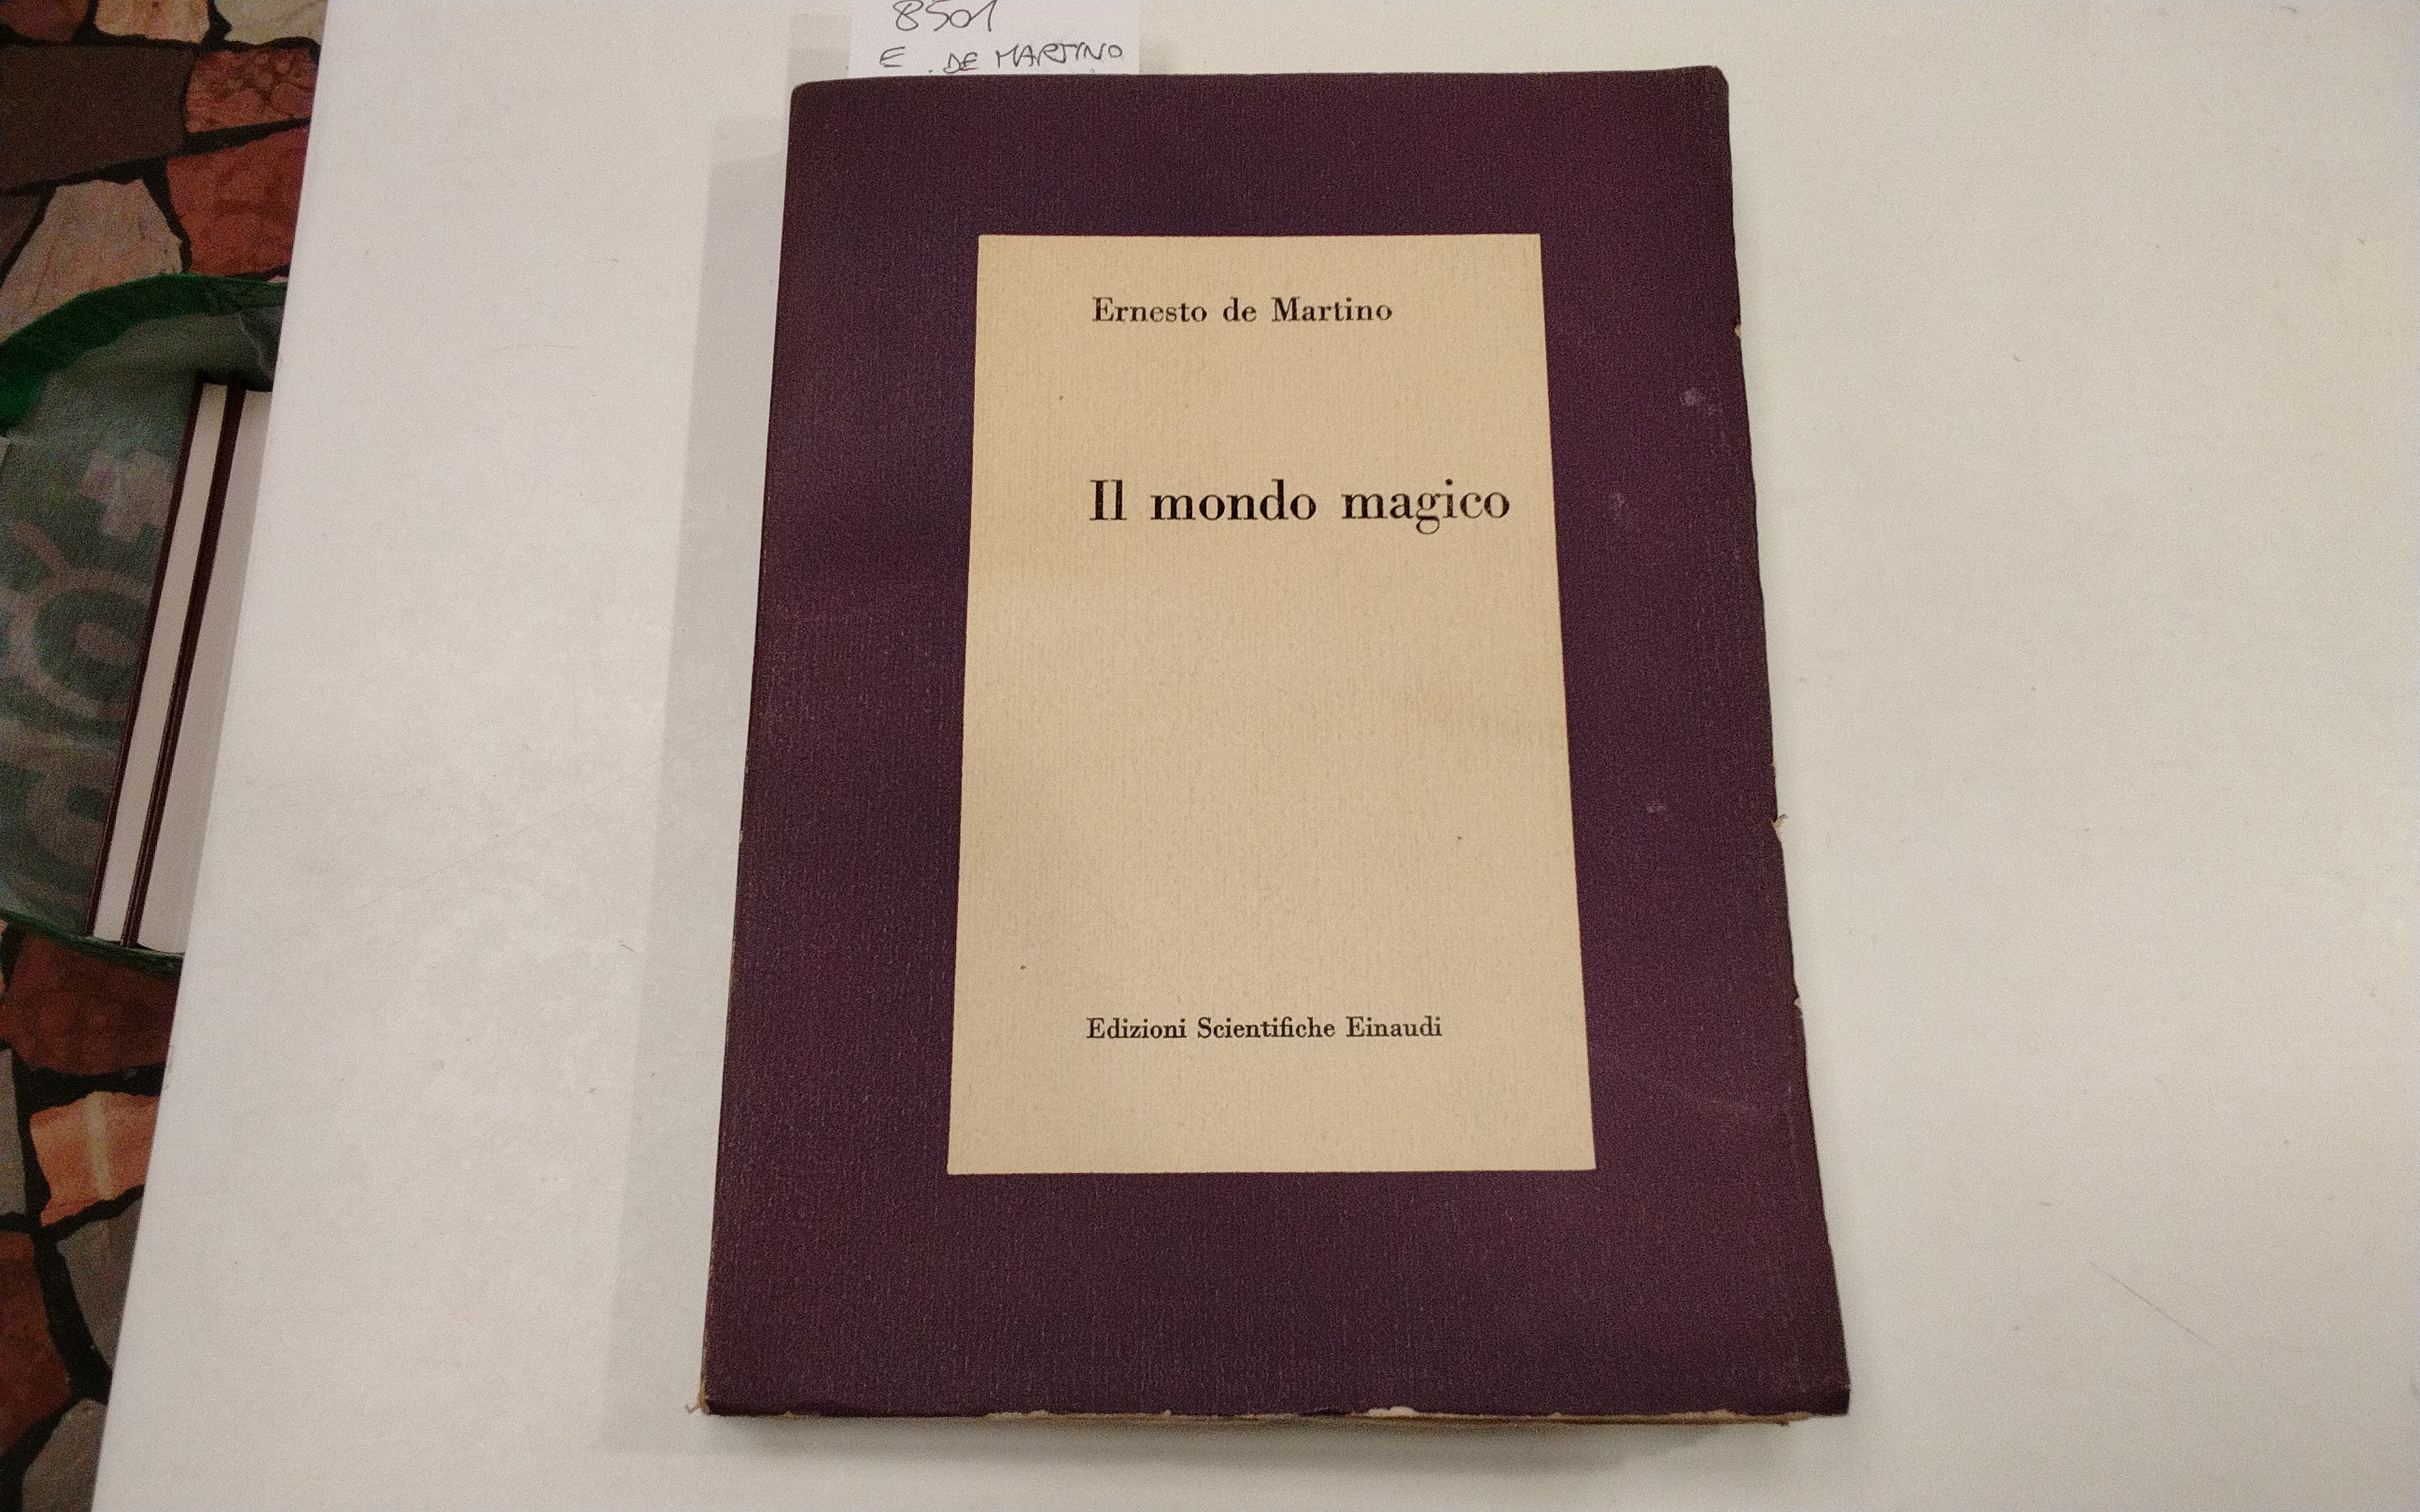 8501
E. DE MARTINO
Ernesto de Martino
Il mondo magico
Edizioni Scientifiche Einaudi